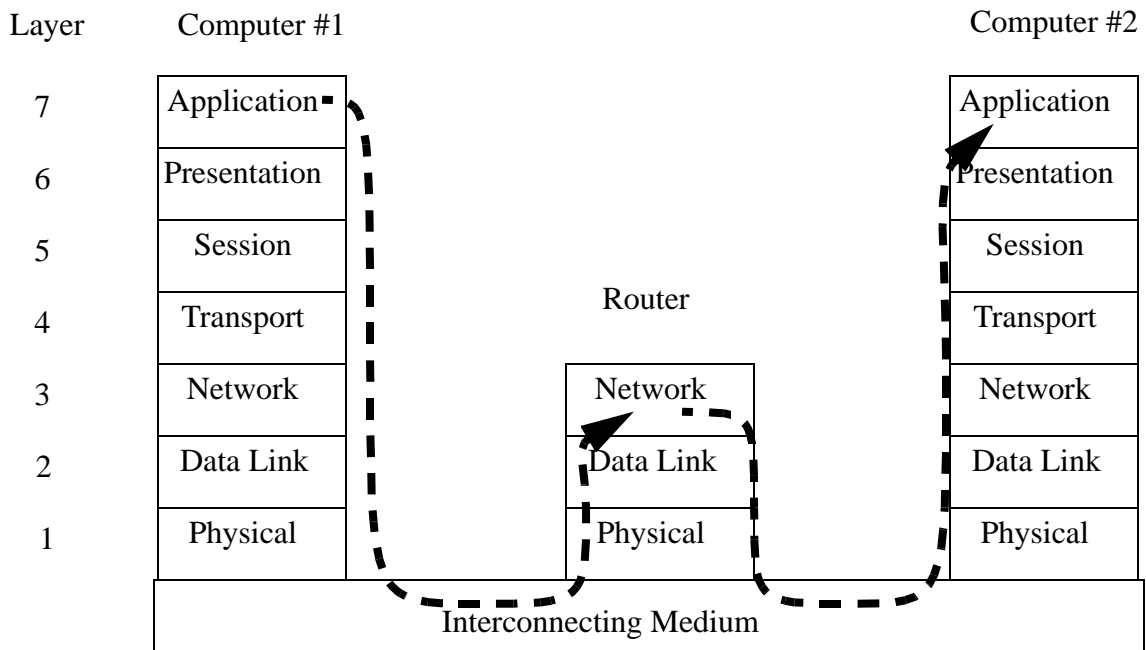 Layer Computer #1 Computer #2
7 Application Application
6 Presentation Presentation
5 Session Session
Router
4 Transport Transport
3 Network Network Network
2 Data Link Data Link Data Link
1 Physical Physical Physical
Interconnecting Medium